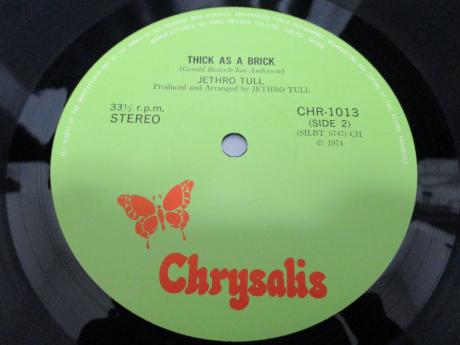 THICK AS A BRICK
(Gerald Bostock/Ian Anderson)
JETHRO TULL
Produced and Arranged by JETHRO TULL
33⅓ r.p.m.
STEREO
CHR-1013
(SIDE 2)
(SILBT 5747) CH
℗ 1974
Chrysalis